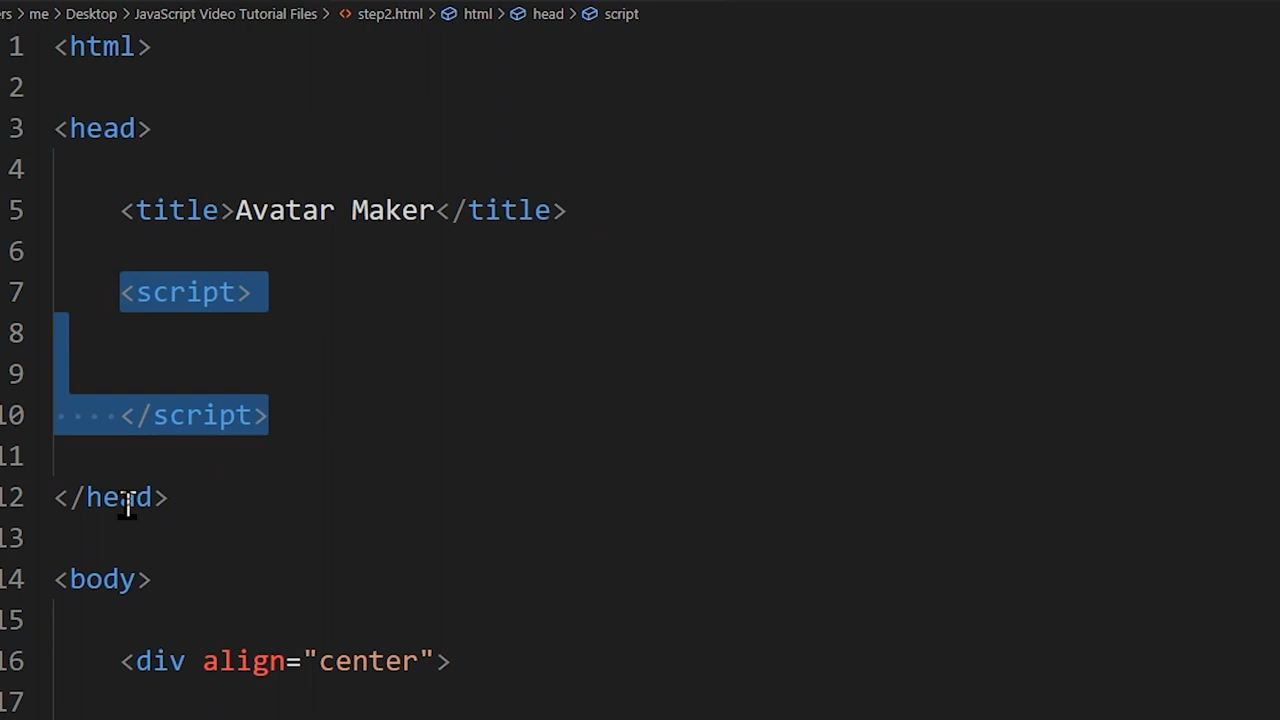 ers > me > Desktop > JavaScript Video Tutorial Files > step2.html > html > head > script
1 <html>
2
3 <head>
4
5 <title>Avatar Maker</title>
6
7 <script>
8
9
10 </script>
11
12 </head>
13
14 <body>
15
16 <div align="center">
17